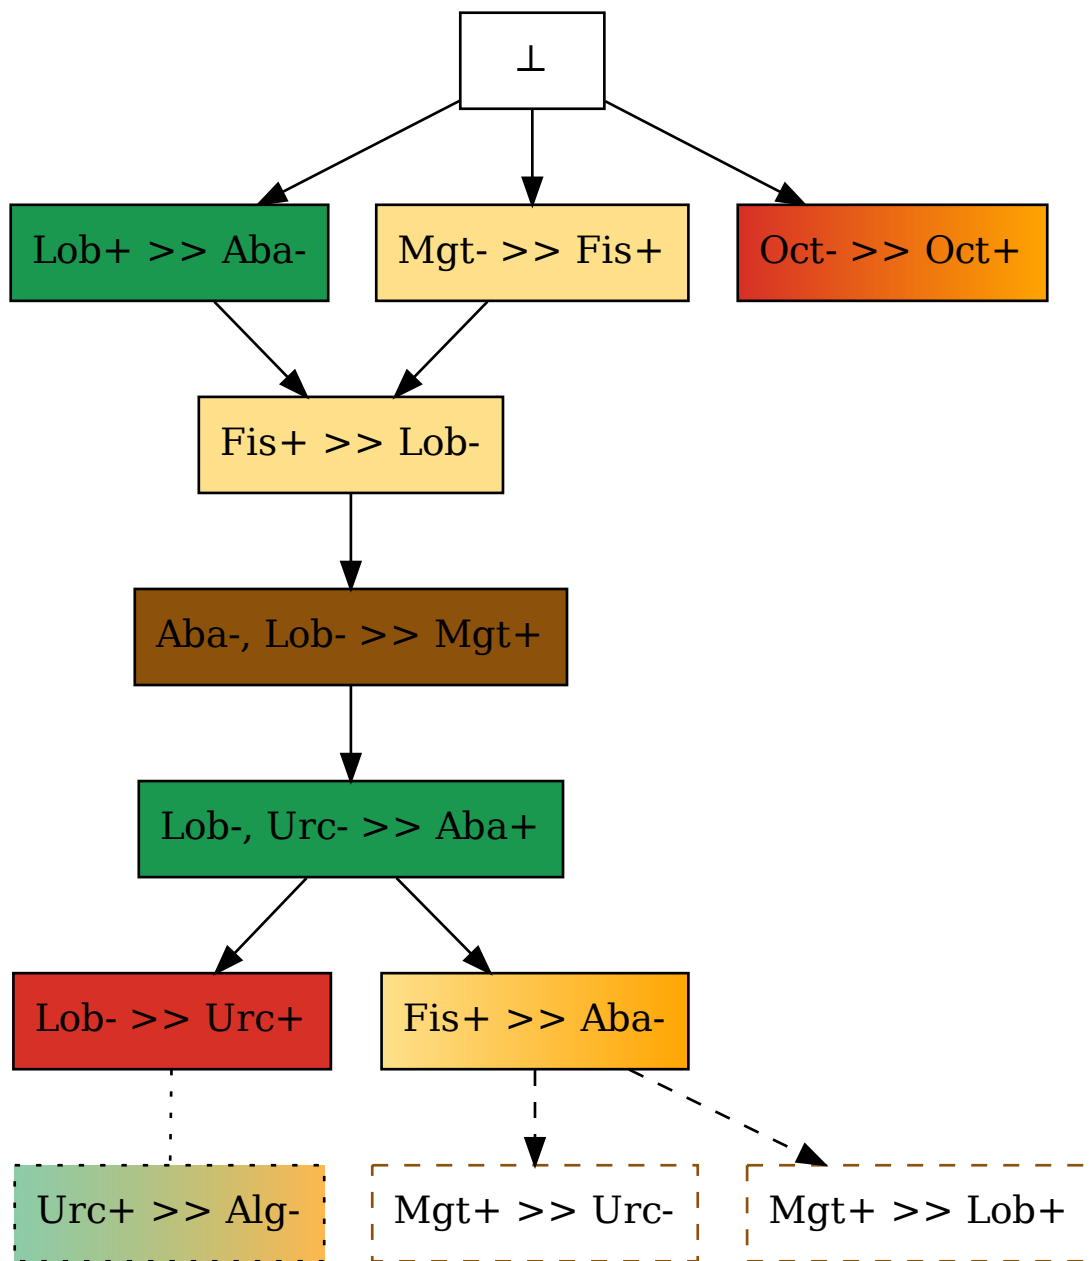 ⊥
Lob+ >> Aba-
Mgt- >> Fis+
Oct- >> Oct+
Fis+ >> Lob-
Aba-, Lob- >> Mgt+
Lob-, Urc- >> Aba+
Lob- >> Urc+
Fis+ >> Aba-
Urc+ >> Alg-
Mgt+ >> Urc-
Mgt+ >> Lob+